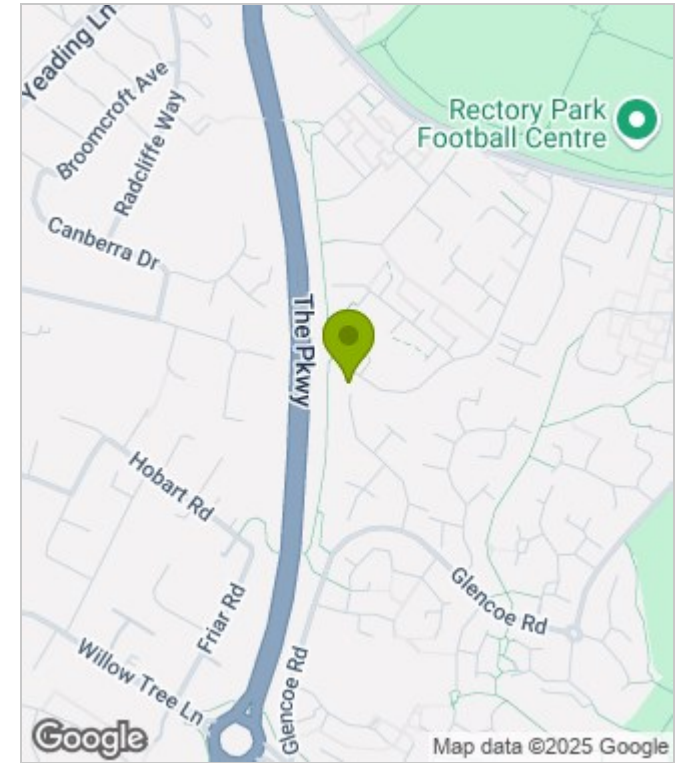 Yeading Ln
Broomcroft Ave
Radcliffe Way
Rectory Park
Football Centre
Canberra Dr
The Pkwy
Hobart Rd
Friar Rd
Glencoe Rd
Willow Tree Ln
Glencoe Rd
Google
Map data ©2025 Google